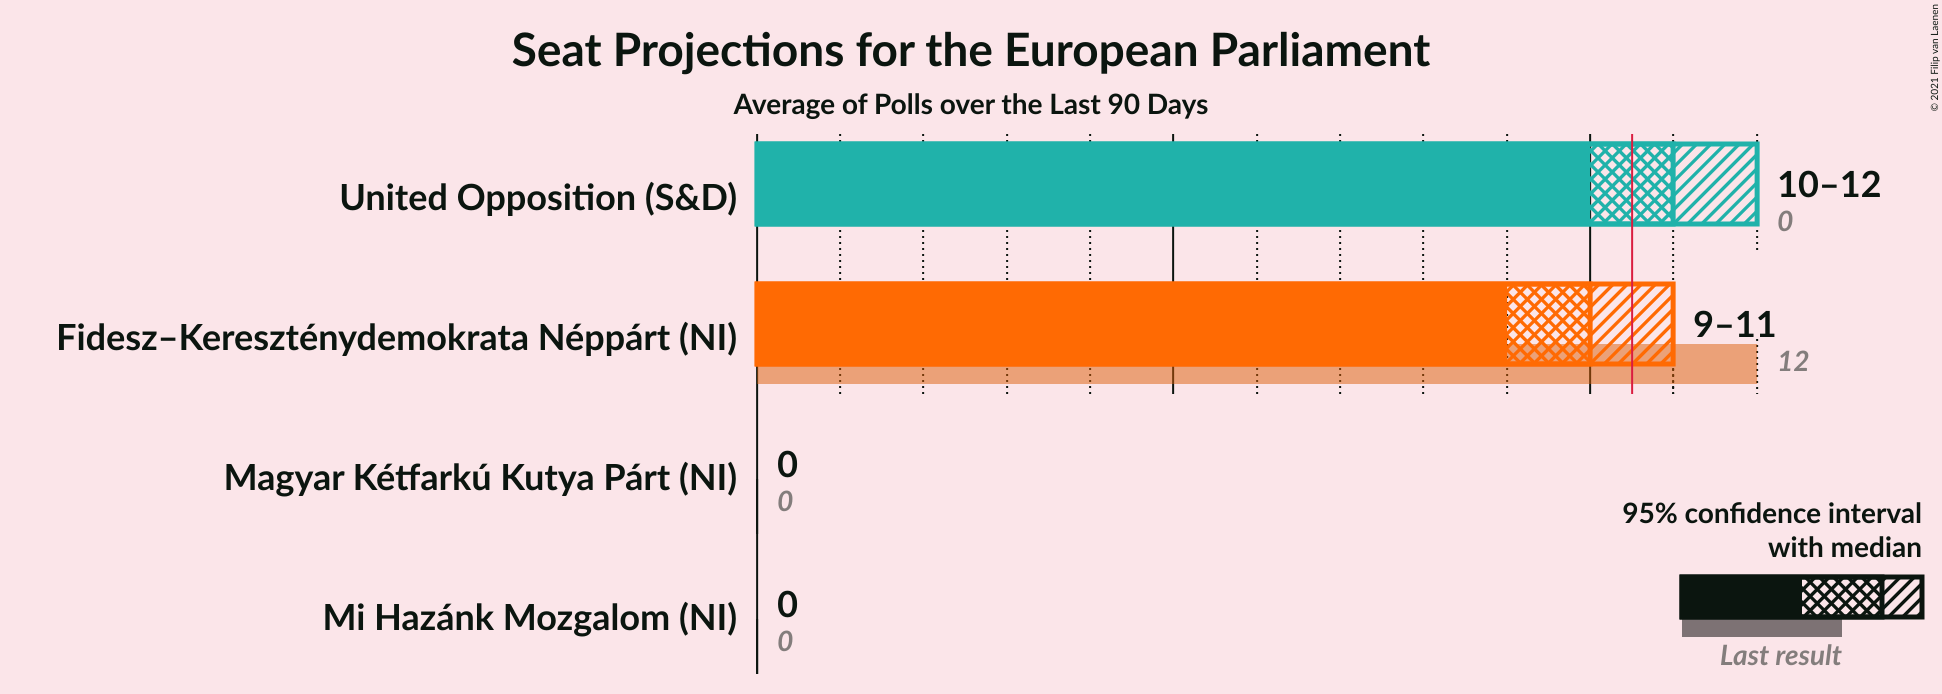 Seat Projections for the European Parliament
Average of Polls over the Last 90 Days
© 2021 Filip van Laenen
United Opposition (S&D)
10–12
0
Fidesz–Kereszténydemokrata Néppárt (NI)
9–11
12
Magyar Kétfarkú Kutya Párt (NI)
0
0
Mi Hazánk Mozgalom (NI)
0
0
95% confidence interval
with median
Last result